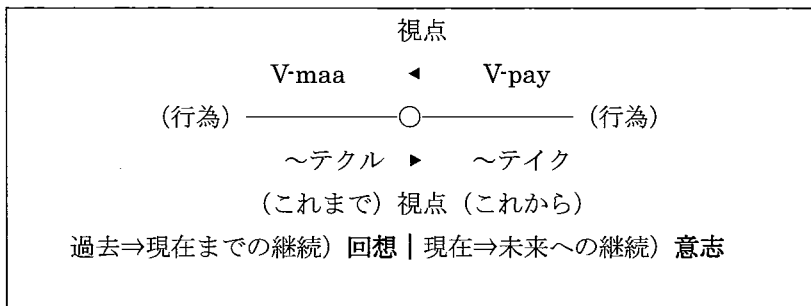 視点
V-maa ◀ V-pay
(行為) ――――○―――― (行為)
～テクル ▶ ～テイク
(これまで) 視点 (これから)
過去⇒現在までの継続) 回想｜現在⇒未来への継続) 意志